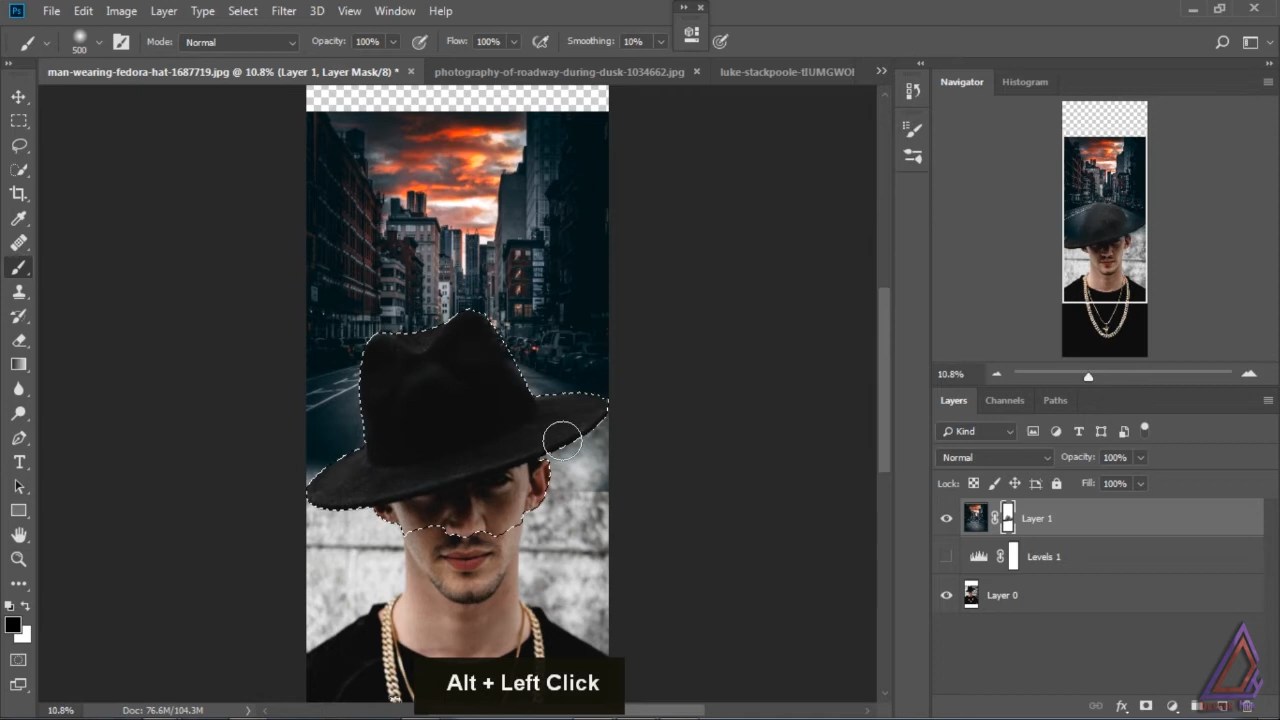 Ps File Edit Image Layer Type Select Filter 3D View Window Help
500 Mode: Normal Opacity: 100% Flow: 100% Smoothing: 10%
man-wearing-fedora-hat-1687719.jpg @ 10.8% (Layer 1, Layer Mask/8) * photography-of-roadway-during-dusk-1034662.jpg luke-stackpoole-tIUMGWOI
Navigator Histogram
10.8%
Layers Channels Paths
Kind
Normal Opacity: 100%
Lock: Fill: 100%
Layer 1
Levels 1
Layer 0
Alt + Left Click
10.8% Doc: 76.6M/104.3M